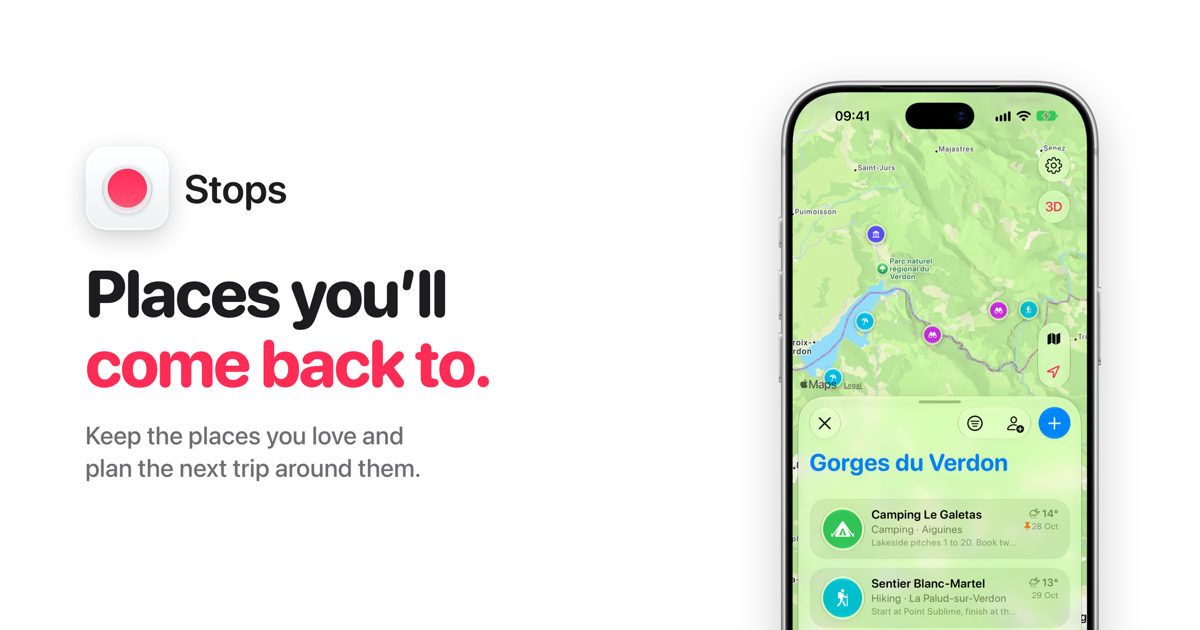 Stops
Places you’ll
come back to.
Keep the places you love and
plan the next trip around them.
09:41
Majastres
Senez
Saint-Jurs
3D
Puimoisson
Parc naturel
régional du
Verdon
roix-
rdon
Tri
Maps
Legal
Gorges du Verdon
Camping Le Galetas
14°
Camping · Aiguines
28 Oct
Lakeside pitches 1 to 20. Book tw...
Sentier Blanc-Martel
13°
Hiking · La Palud-sur-Verdon
29 Oct
Start at Point Sublime, finish at th...